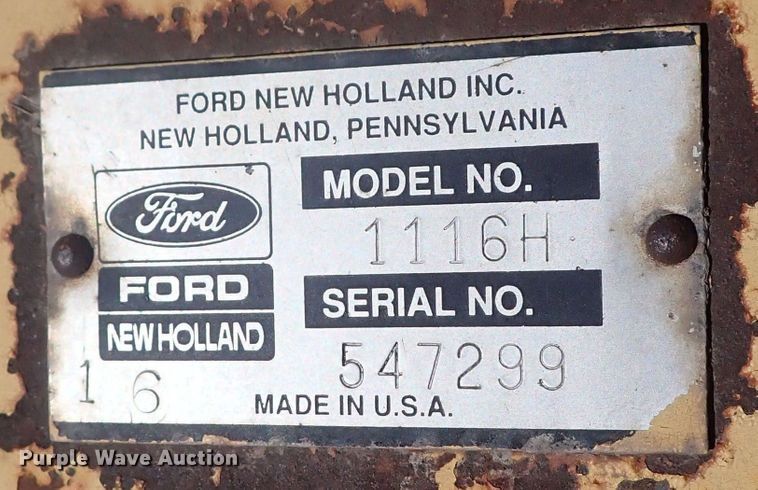 FORD NEW HOLLAND INC.
NEW HOLLAND, PENNSYLVANIA
Ford
FORD
NEW HOLLAND
MODEL NO.
1116H
SERIAL NO.
547299
1 6
MADE IN U.S.A.
Purple Wave Auction